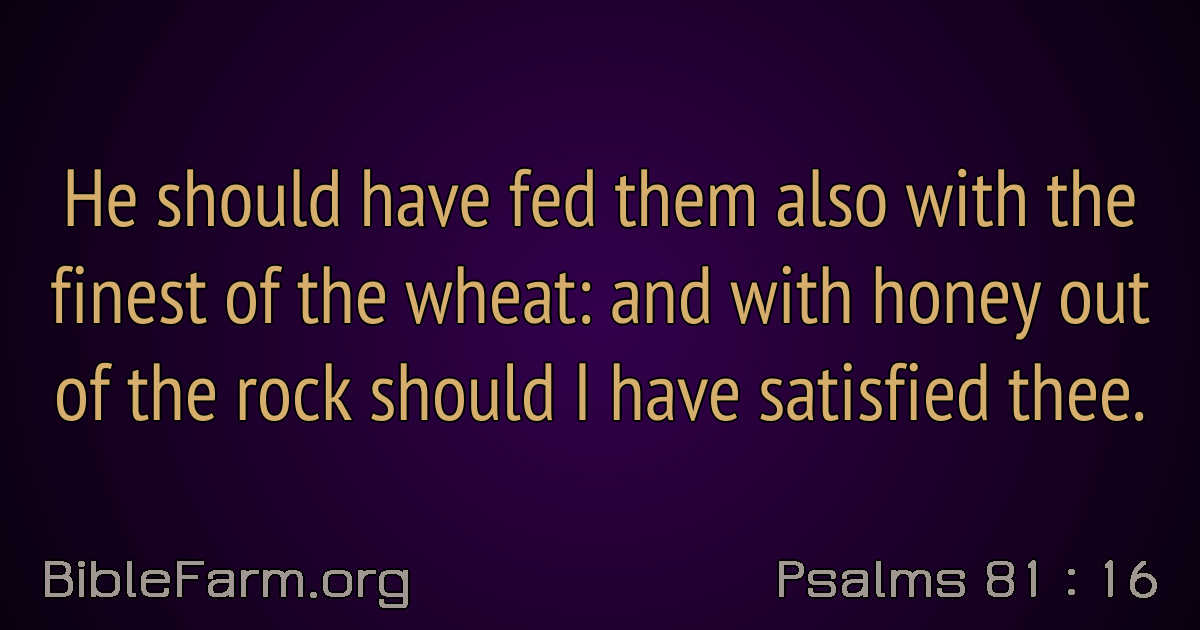 He should have fed them also with the
finest of the wheat: and with honey out
of the rock should I have satisfied thee.
BibleFarm.org
Psalms 81 : 16